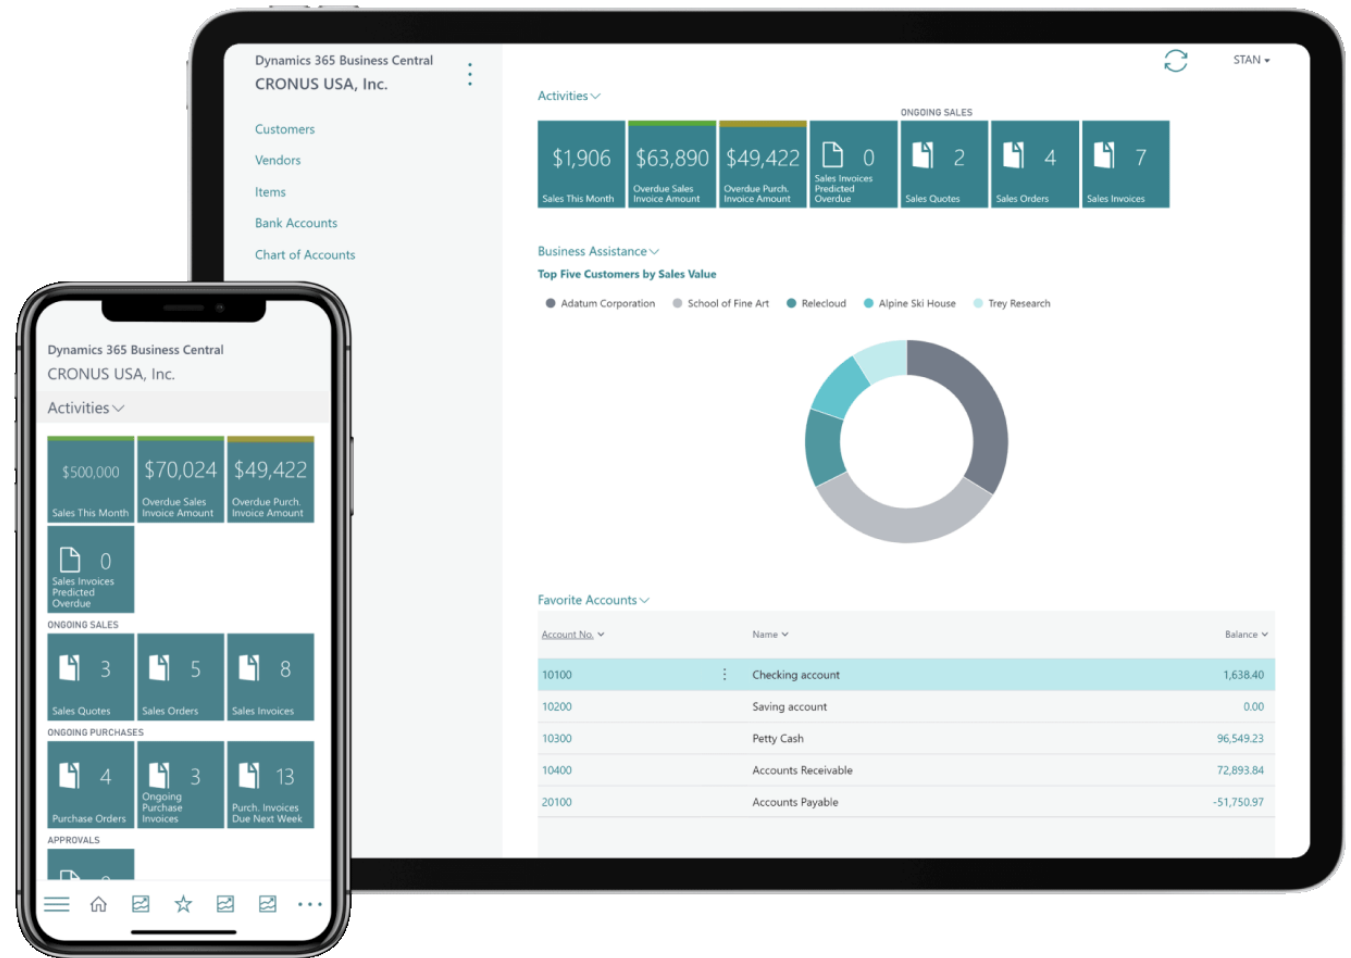 Dynamics 365 Business Central
CRONUS USA, Inc.
Customers
Vendors
Items
Bank Accounts
Chart of Accounts
STAN
Activities
ONGOING SALES
$1,906
Sales This Month
$63,890
Overdue Sales
Invoice Amount
$49,422
Overdue Purch.
Invoice Amount
0
Sales Invoices
Predicted
Overdue
2
Sales Quotes
4
Sales Orders
7
Sales Invoices
Business Assistance
Top Five Customers by Sales Value
Adatum Corporation School of Fine Art Relecloud Alpine Ski House Trey Research
Favorite Accounts
Account No. Name Balance
10100 Checking account 1,638.40
10200 Saving account 0.00
10300 Petty Cash 96,549.23
10400 Accounts Receivable 72,893.84
20100 Accounts Payable -51,750.97
Dynamics 365 Business Central
CRONUS USA, Inc.
Activities
$500,000
Sales This Month
$70,024
Overdue Sales
Invoice Amount
$49,422
Overdue Purch.
Invoice Amount
0
Sales Invoices
Predicted
Overdue
ONGOING SALES
3
Sales Quotes
5
Sales Orders
8
Sales Invoices
ONGOING PURCHASES
4
Purchase Orders
3
Ongoing
Purchase
Invoices
13
Purch. Invoices
Due Next Week
APPROVALS